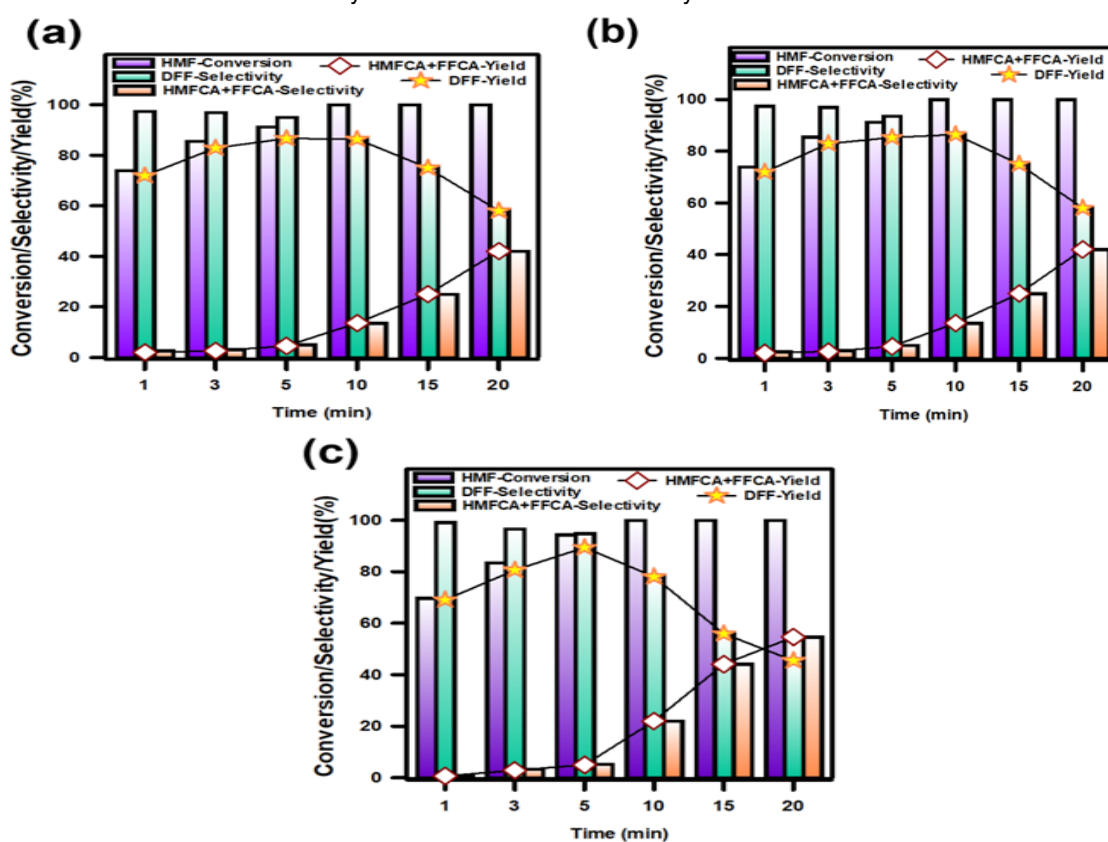 (a)
HMF-Conversion
DFF-Selectivity
HMFCA+FFCA-Selectivity
HMFCA+FFCA-Yield
DFF-Yield
Conversion/Selectivity/Yield(%)
100
80
60
40
20
0
1 3 5 10 15 20
Time (min)
(b)
HMF-Conversion
DFF-Selectivity
HMFCA+FFCA-Selectivity
HMFCA+FFCA-Yield
DFF-Yield
Conversion/Selectivity/Yield(%)
100
80
60
40
20
0
1 3 5 10 15 20
Time (min)
(c)
HMF-Conversion
DFF-Selectivity
HMFCA+FFCA-Selectivity
HMFCA+FFCA-Yield
DFF-Yield
Conversion/Selectivity/Yield(%)
100
80
60
40
20
0
1 3 5 10 15 20
Time (min)